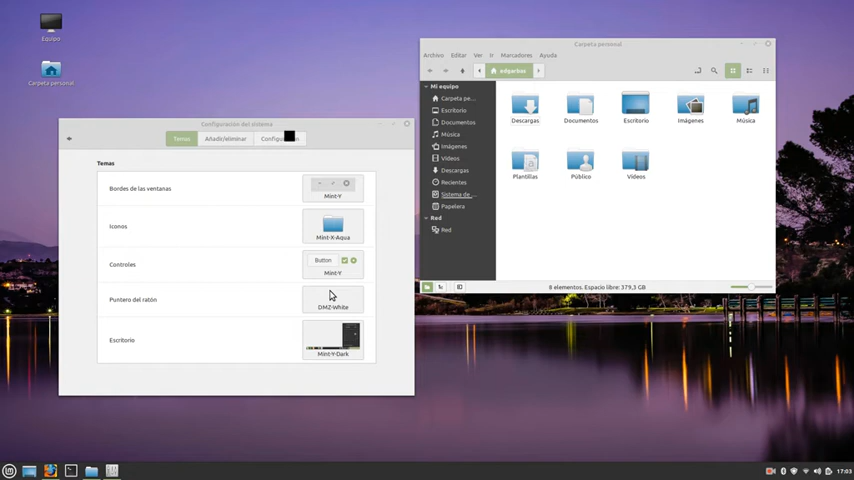 Equipo
Carpeta personal
Configuración del sistema
Temas
Añadir/eliminar
Temas
Bordes de las ventanas
Mint-Y
Iconos
Mint-X-Aqua
Controles
Button
Mint-Y
Puntero del ratón
DMZ-White
Escritorio
Mint-Y-Dark
Carpeta personal
Archivo Editar Ver Ir Marcadores Ayuda
edgarbas
Mi equipo
Carpeta pe...
Escritorio
Documentos
Música
Imágenes
Vídeos
Descargas
Recientes
Sistema de...
Papelera
Red
Red
Descargas
Documentos
Escritorio
Imágenes
Música
Plantillas
Público
Vídeos
8 elementos. Espacio libre: 379,3 GB
17:03